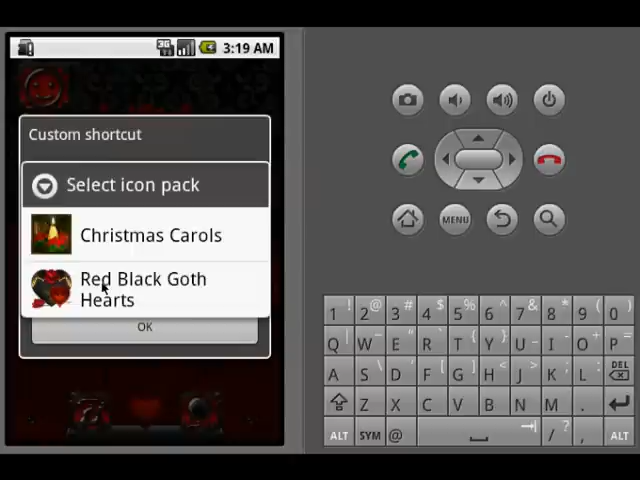 3G
3:19 AM
Custom shortcut
Select icon pack
Christmas Carols
Red Black Goth
Hearts
OK
MENU
1 ! 2 @ 3 # 4 $ 5 % 6 ^ 7 & 8 * 9 ( 0 )
Q W ~ E " R ` T { Y } U _ I - O + P =
A S \ D ' F [ G ] H < J > K ; L : DEL
Z X C V B N M .
ALT SYM @ / ? , ALT